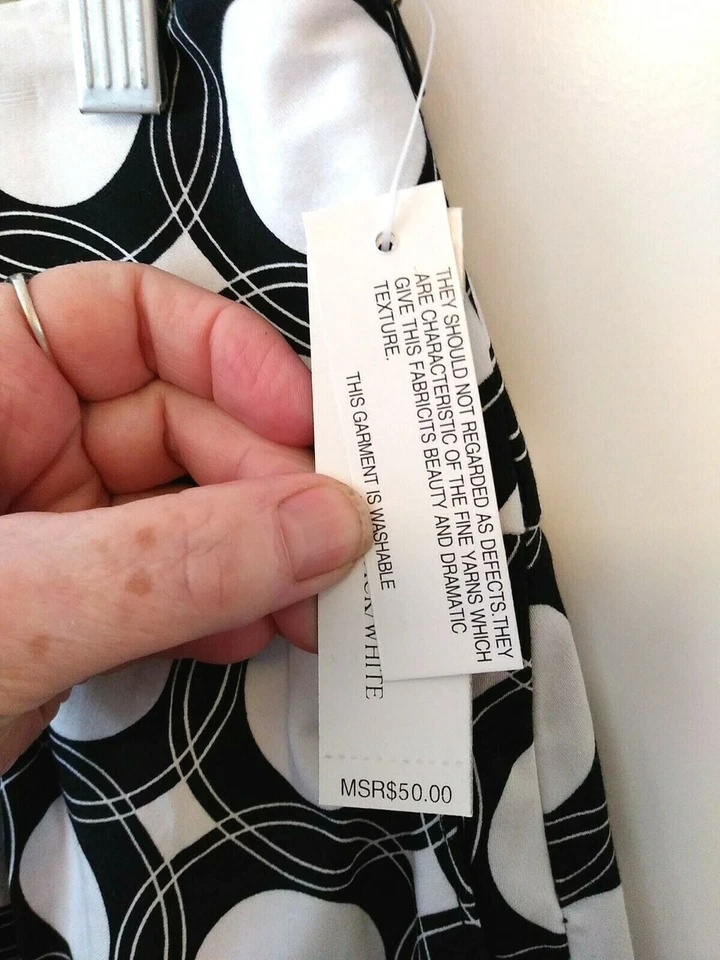 THEY SHOULD NOT REGARDED AS DEFECTS.THEY
ARE CHARACTERISTIC OF THE FINE YARNS WHICH
GIVE THIS FABRICITS BEAUTY AND DRAMATIC
TEXTURE.
THIS GARMENT IS WASHABLE
/WHITE
MSR$50.00